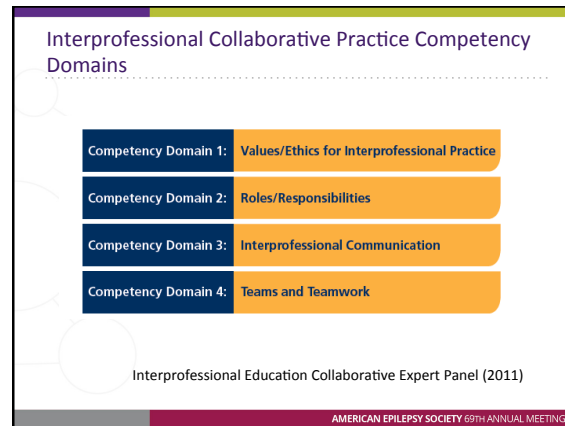 Interprofessional Collaborative Practice Competency
Domains
Competency Domain 1: Values/Ethics for Interprofessional Practice
Competency Domain 2: Roles/Responsibilities
Competency Domain 3: Interprofessional Communication
Competency Domain 4: Teams and Teamwork
Interprofessional Education Collaborative Expert Panel (2011)
AMERICAN EPILEPSY SOCIETY 69TH ANNUAL MEETING